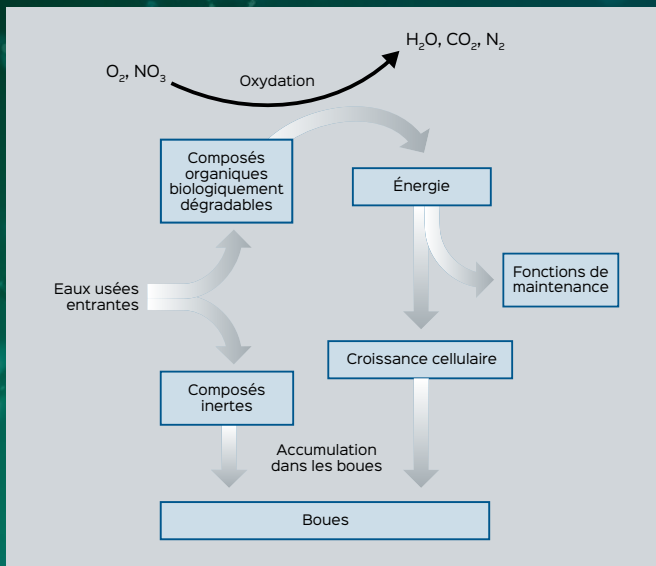 H₂O, CO₂, N₂
O₂, NO₃
Oxydation
Composés
organiques
biologiquement
dégradables
Énergie
Eaux usées
entrantes
Fonctions de
maintenance
Croissance cellulaire
Composés
inertes
Accumulation
dans les boues
Boues